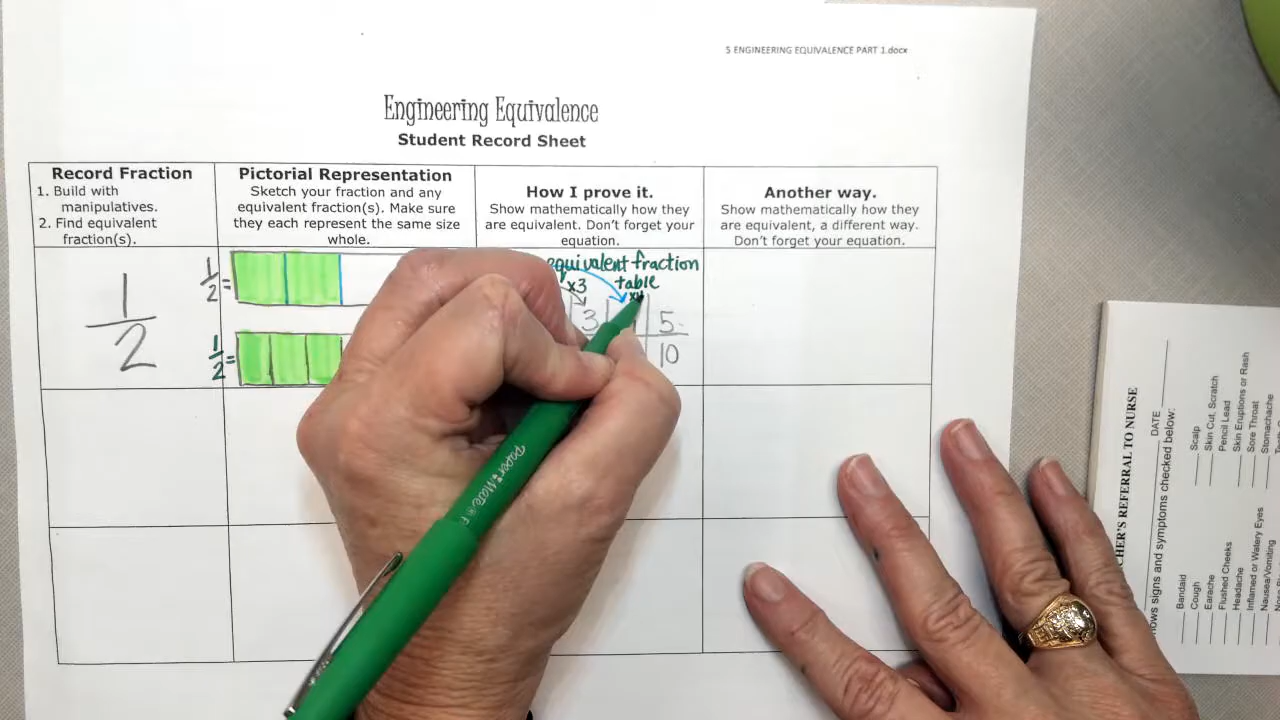 5 ENGINEERING EQUIVALENCE PART 1.docx
Engineering Equivalence
Student Record Sheet
Record Fraction
1. Build with
manipulatives.
2. Find equivalent
fraction(s).
Pictorial Representation
Sketch your fraction and any
equivalent fraction(s). Make sure
they each represent the same size
whole.
How I prove it.
Show mathematically how they
are equivalent. Don't forget your
equation.
Another way.
Show mathematically how they
are equivalent, a different way.
Don't forget your equation.
1
2
1
2 =
1
2 =
equivalent fraction
table
x3
3
5
10
Paper Mate
CHER'S REFERRAL TO NURSE
DATE
hows signs and symptoms checked below:
Bandaid
Cough
Earache
Flushed Cheeks
Headache
Inflamed or Watery Eyes
Nausea/Vomiting
Scalp
Skin Cut, Scratch
Pencil Lead
Skin Eruptions or Rash
Sore Throat
Stomachache